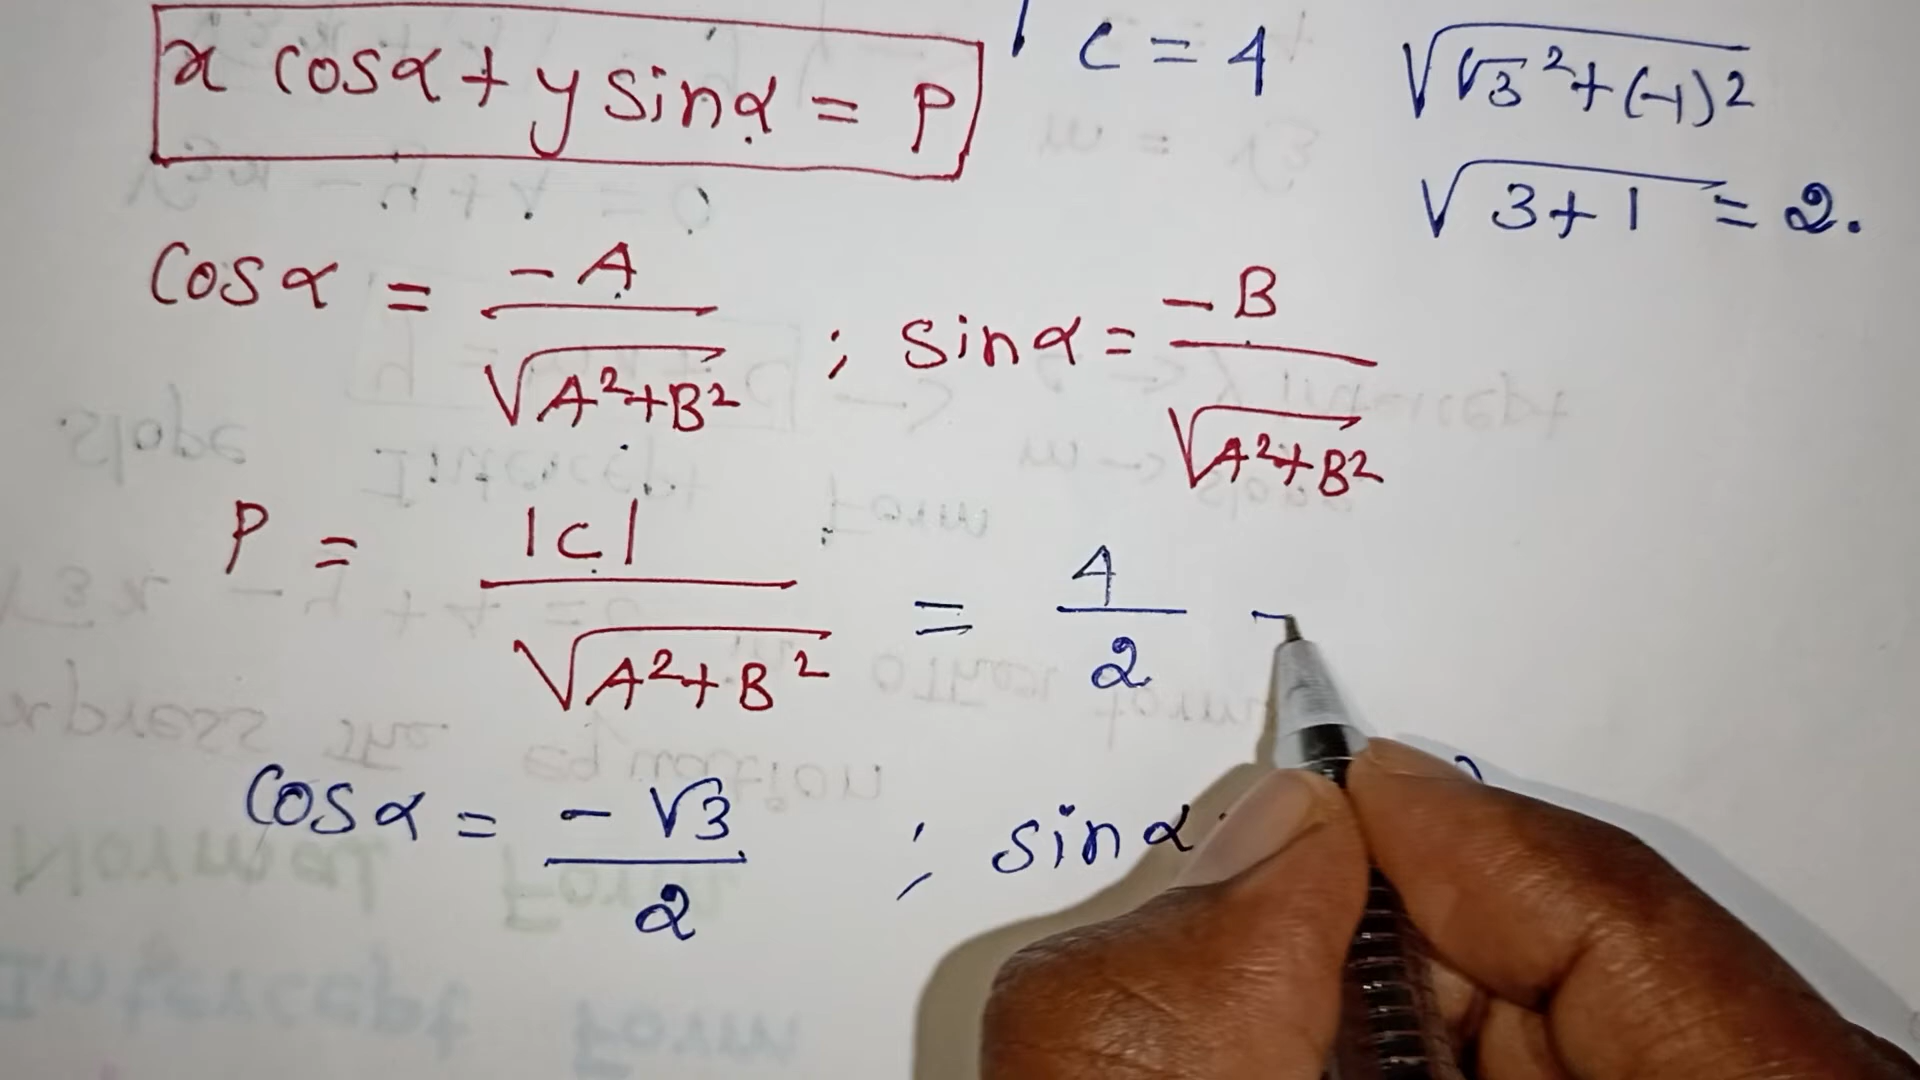 x cosα + y sinα = P
c = 4
√(√3² + (-1)²)
√(3+1) = 2.
cosα = -A / √(A²+B²) ; sinα = -B / √(A²+B²)
P = |c| / √(A²+B²) = 4/2
cosα = -√3/2 ; sinα